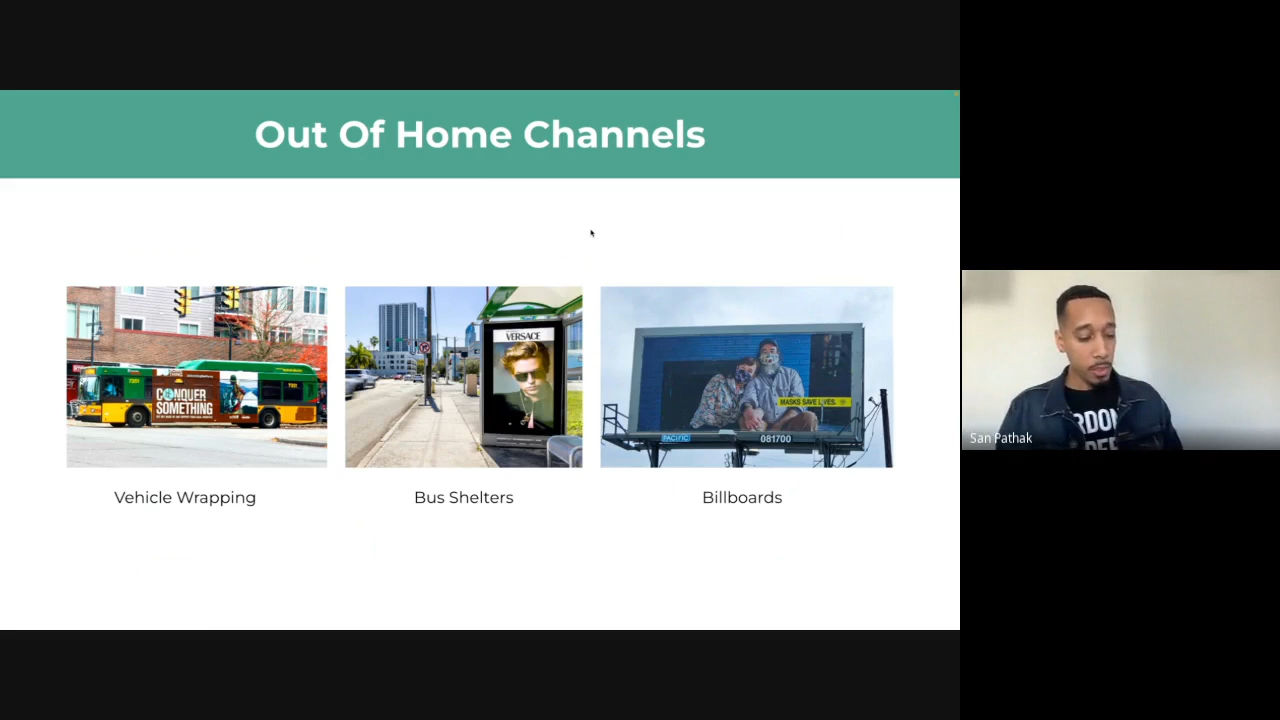 Out Of Home Channels
CONQUER
SOMETHING
VERSACE
MASKS SAVE LIVES.
PACIFIC
081700
Vehicle Wrapping
Bus Shelters
Billboards
San Pathak